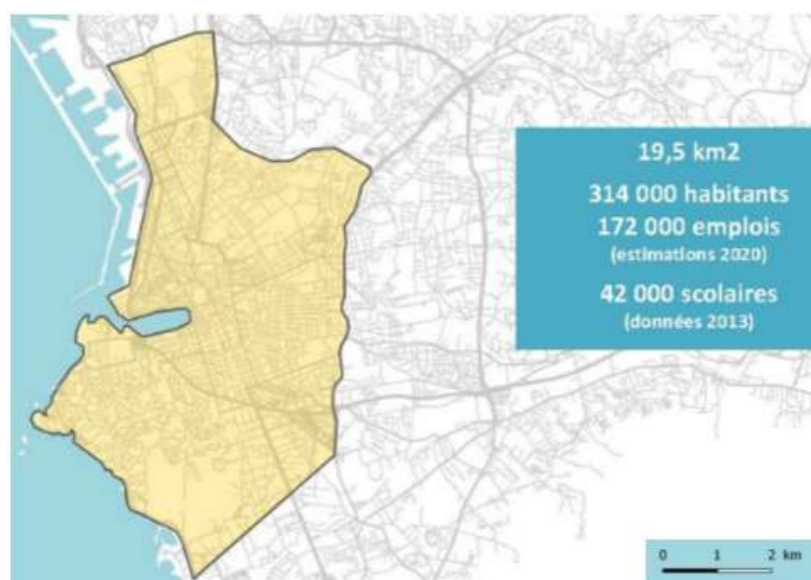 19,5 km2
314 000 habitants
172 000 emplois
(estimations 2020)
42 000 scolaires
(données 2013)
0 1 2 km